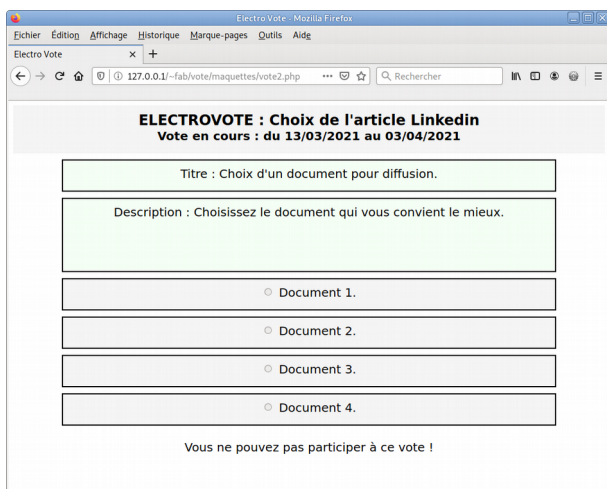 Electro Vote - Mozilla Firefox
Fichier Édition Affichage Historique Marque-pages Outils Aide
Electro Vote × +
127.0.0.1/~fab/vote/maquettes/vote2.php ••• Rechercher
ELECTROVOTE : Choix de l'article Linkedin
Vote en cours : du 13/03/2021 au 03/04/2021
Titre : Choix d'un document pour diffusion.
Description : Choisissez le document qui vous convient le mieux.
Document 1.
Document 2.
Document 3.
Document 4.
Vous ne pouvez pas participer à ce vote !